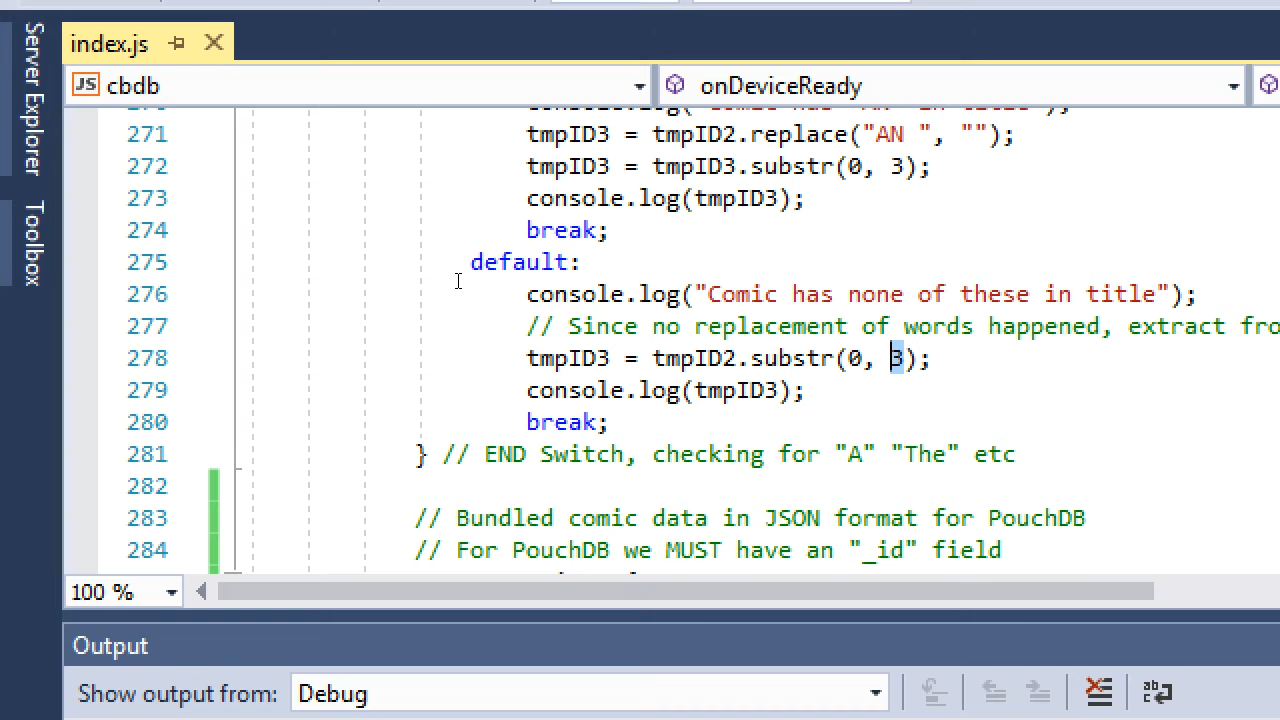 Server Explorer
Toolbox
index.js
JS cbdb
onDeviceReady
271 tmpID3 = tmpID2.replace("AN ", "");
272 tmpID3 = tmpID3.substr(0, 3);
273 console.log(tmpID3);
274 break;
275 default:
276 console.log("Comic has none of these in title");
277 // Since no replacement of words happened, extract fro
278 tmpID3 = tmpID2.substr(0, 3);
279 console.log(tmpID3);
280 break;
281 } // END Switch, checking for "A" "The" etc
282
283 // Bundled comic data in JSON format for PouchDB
284 // For PouchDB we MUST have an "_id" field
100 %
Output
Show output from: Debug